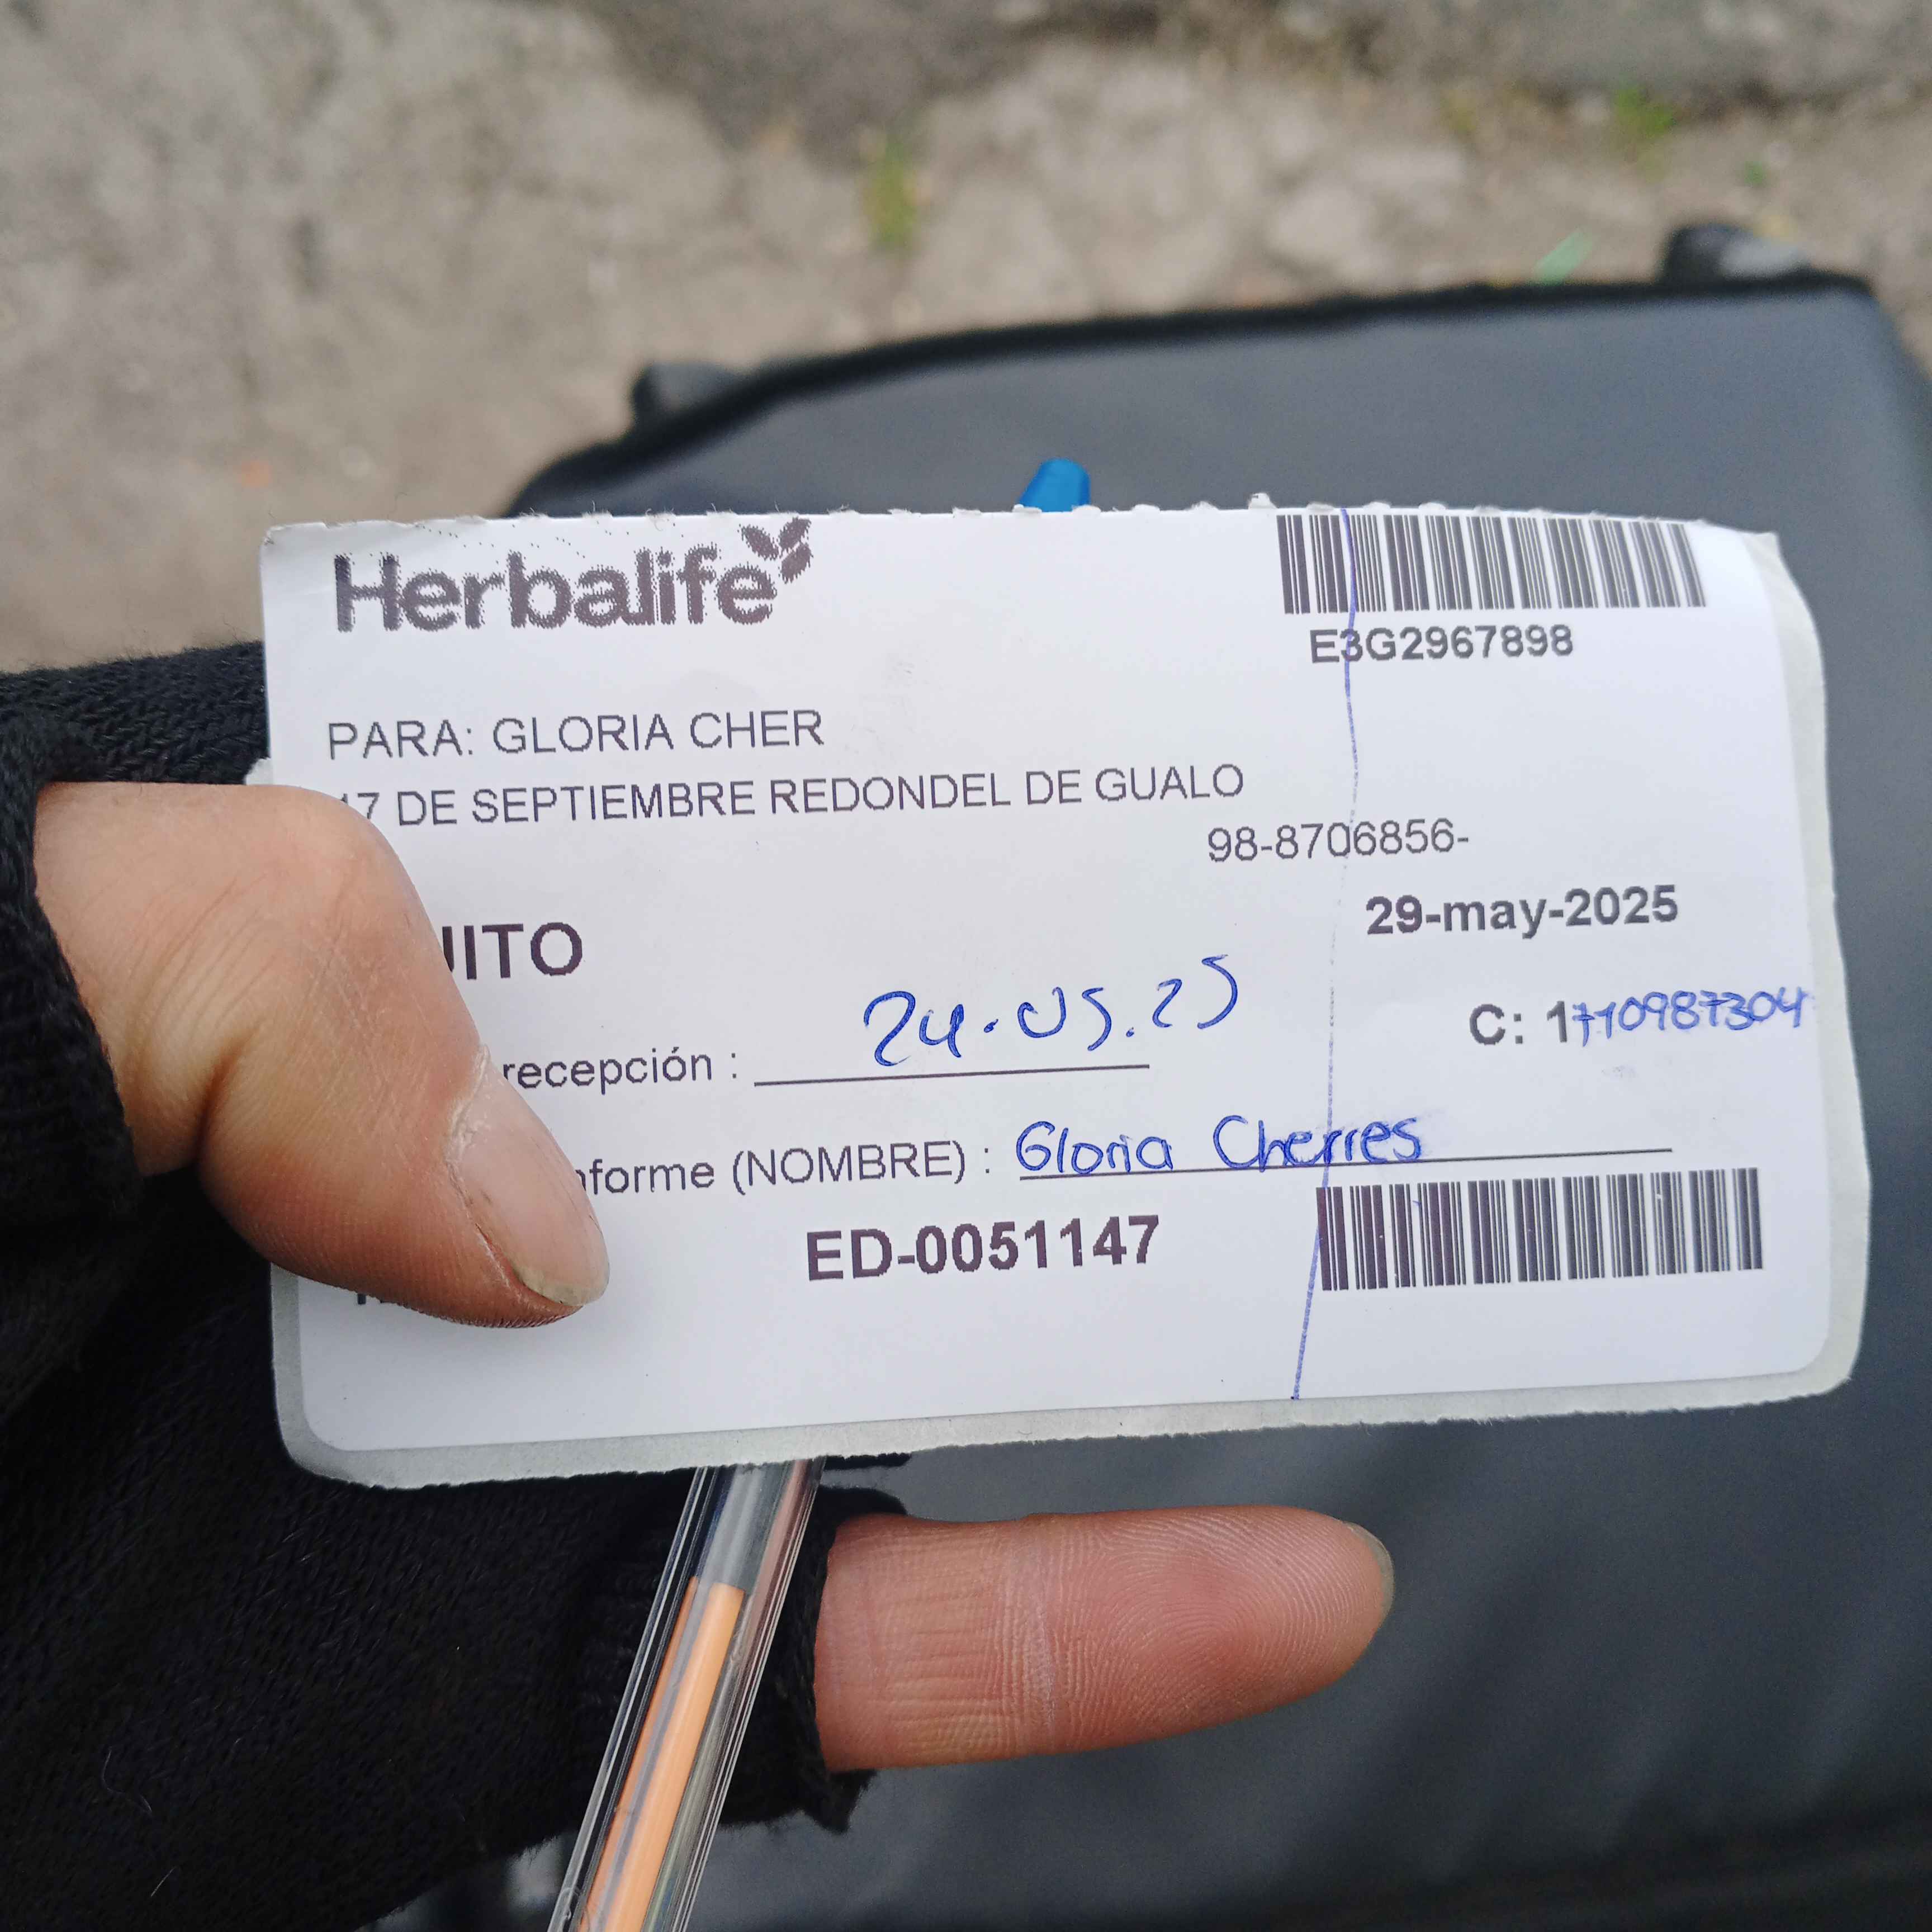 Herbalife
E3G2967898
PARA: GLORIA CHER
17 DE SEPTIEMBRE REDONDEL DE GUALO
98-8706856-
29-may-2025
recepción : 24.05.25
C: 1710987304
(NOMBRE) : Gloria Cherres
ED-0051147